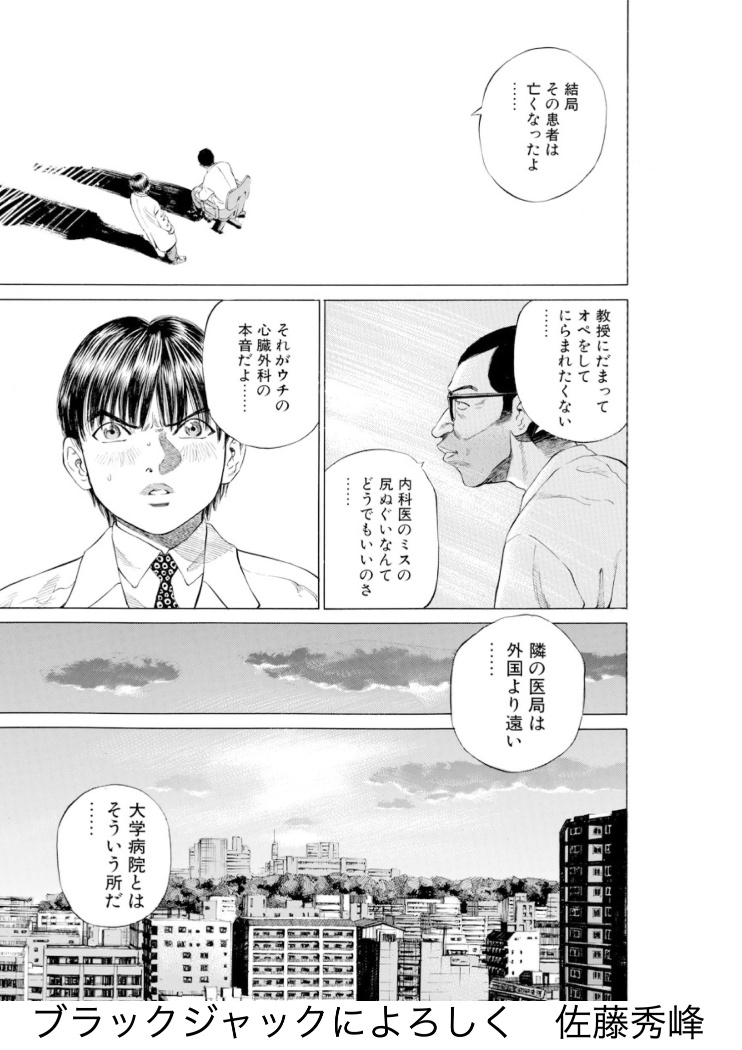 結局
その患者は
亡くなったよ
……
教授にだまって
オペをして
にらまれたくない
……
内科医のミスの
尻ぬぐいなんて
どうでもいいのさ
……
それがウチの
心臓外科の
本音だよ……
隣の医局は
外国より遠い
……
大学病院とは
そういう所だ
……
ブラックジャックによろしく　佐藤秀峰